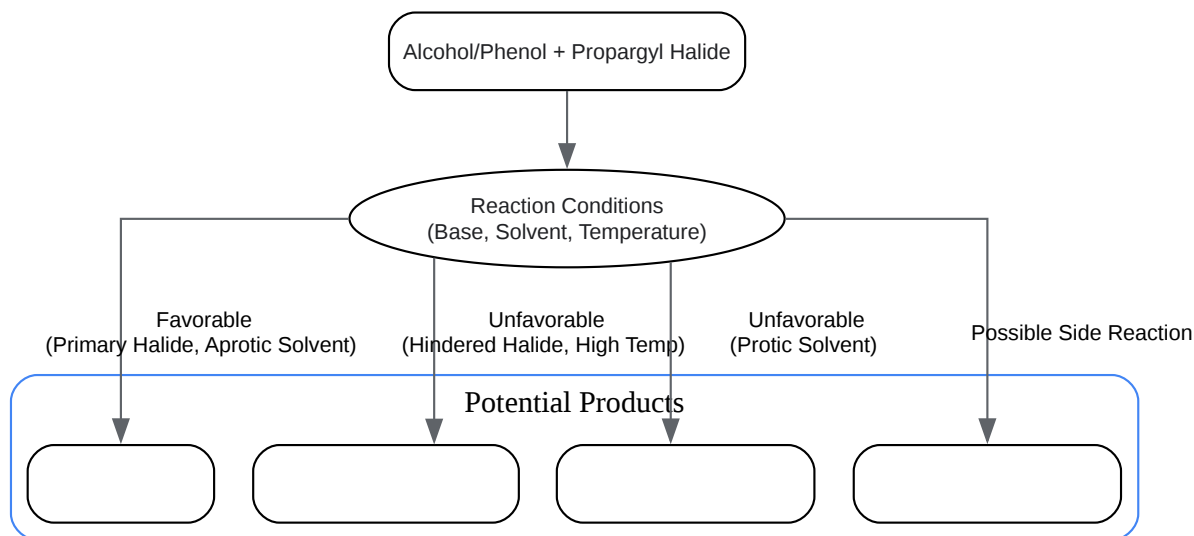 Alcohol/Phenol + Propargyl Halide
Reaction Conditions
(Base, Solvent, Temperature)
Favorable
(Primary Halide, Aprotic Solvent)
Unfavorable
(Hindered Halide, High Temp)
Unfavorable
(Protic Solvent)
Possible Side Reaction
Potential Products